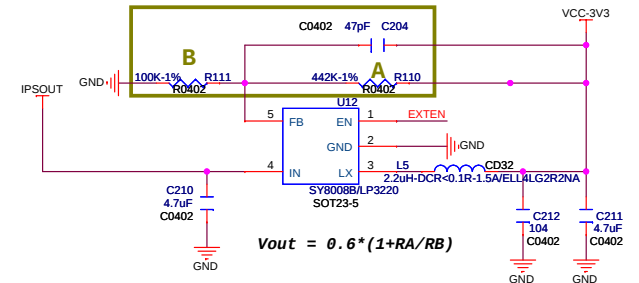 VCC-3V3
C0402 47pF C204
B
A
GND 100K-1% R111 442K-1% R110
R0402 R0402
IPSOUT
U12
5 FB EN 1 EXTEN
GND 2 GND
4 IN LX 3 L5 CD32
2.2uH-DCR<0.1R-1.5A/ELL4LG2R2NA
SY8008B/LP3220
SOT23-5
C210
4.7uF
C0402
C212
104
C0402
C211
4.7uF
C0402
Vout = 0.6*(1+RA/RB)
GND
GND
GND